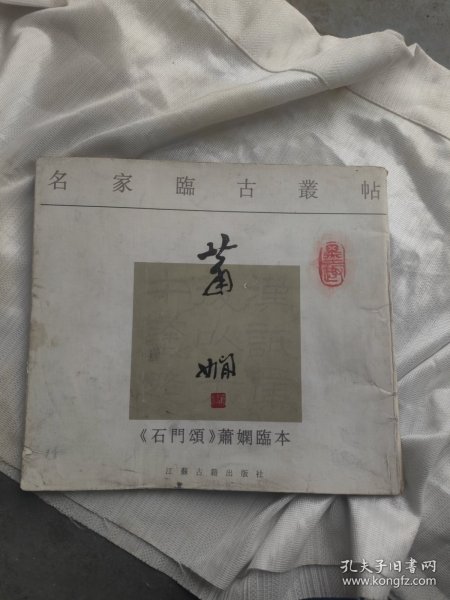 名家臨古叢帖
蕭
嫻
《石門頌》蕭嫻臨本
江蘇古籍出版社
孔夫子旧书网
www.kongfz.com